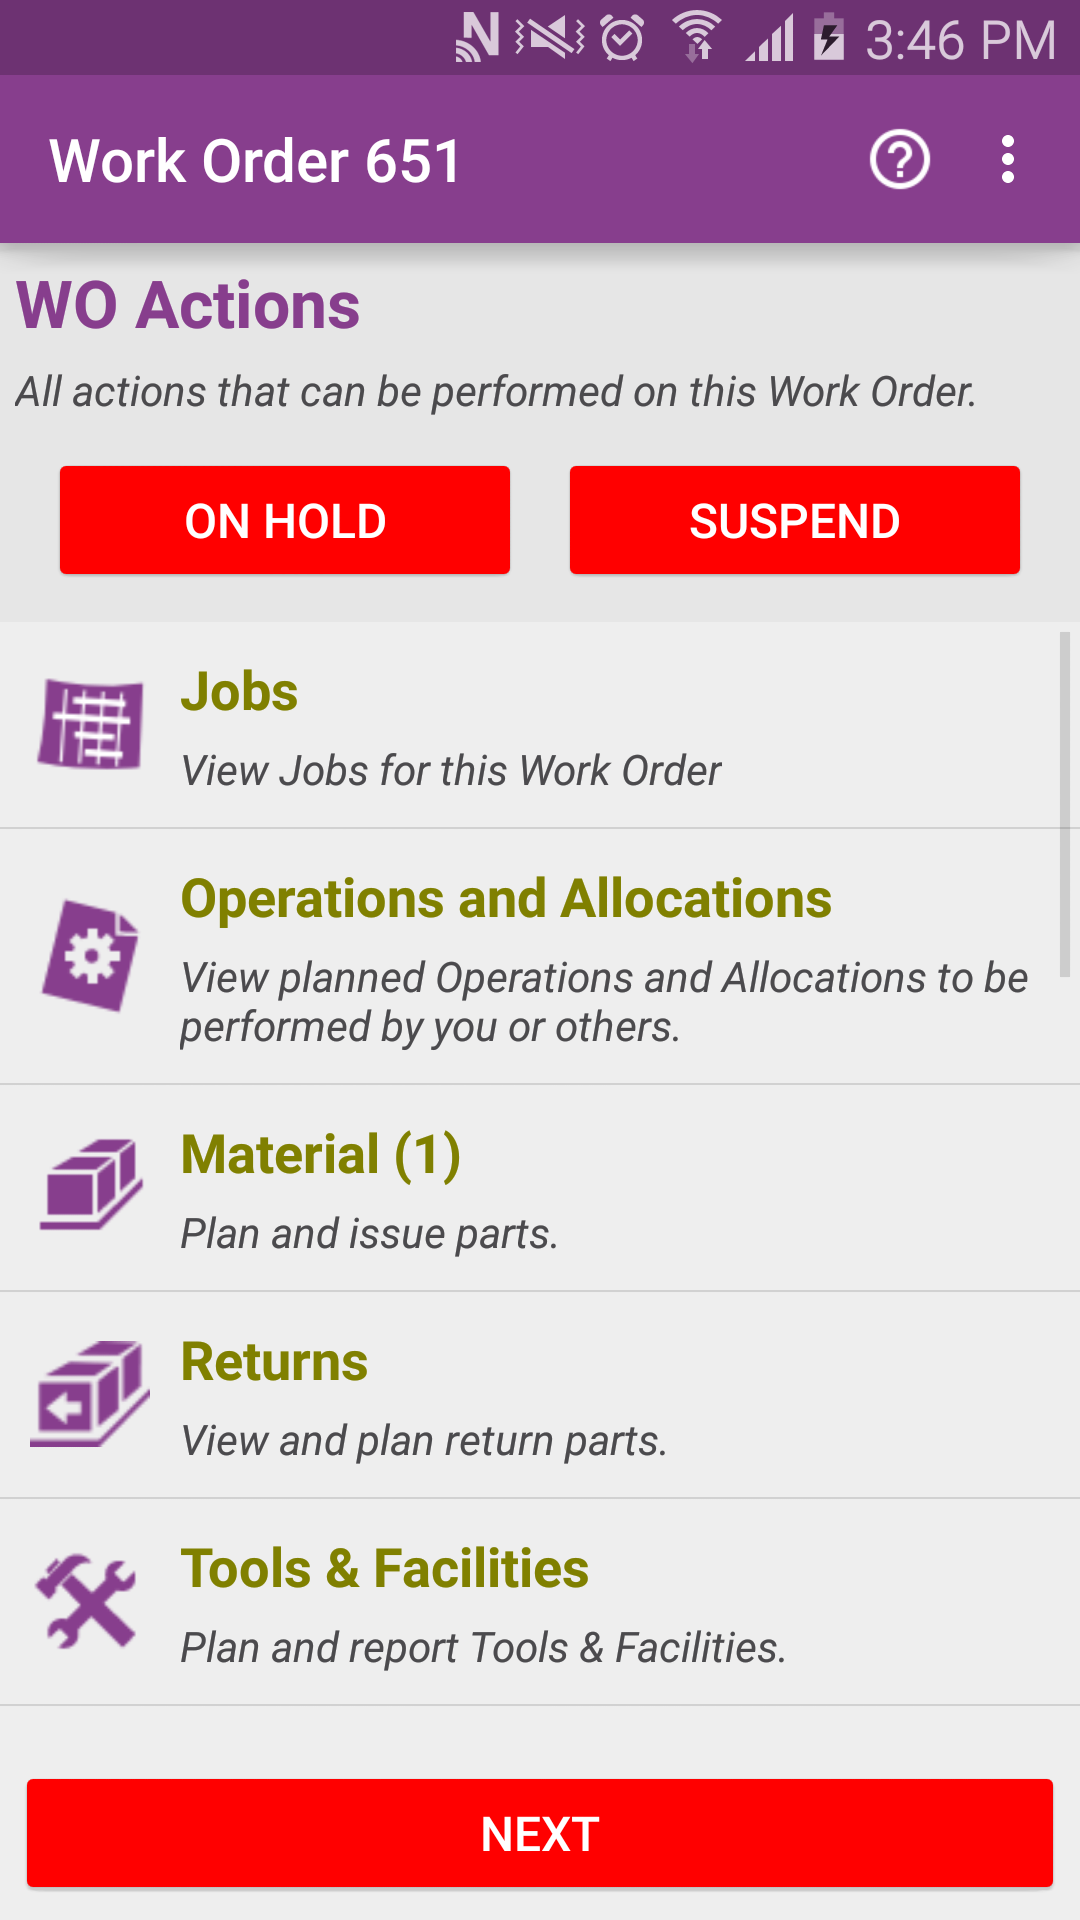 3:46 PM
Work Order 651
WO Actions
All actions that can be performed on this Work Order.
ON HOLD
SUSPEND
Jobs
View Jobs for this Work Order
Operations and Allocations
View planned Operations and Allocations to be
performed by you or others.
Material (1)
Plan and issue parts.
Returns
View and plan return parts.
Tools & Facilities
Plan and report Tools & Facilities.
NEXT